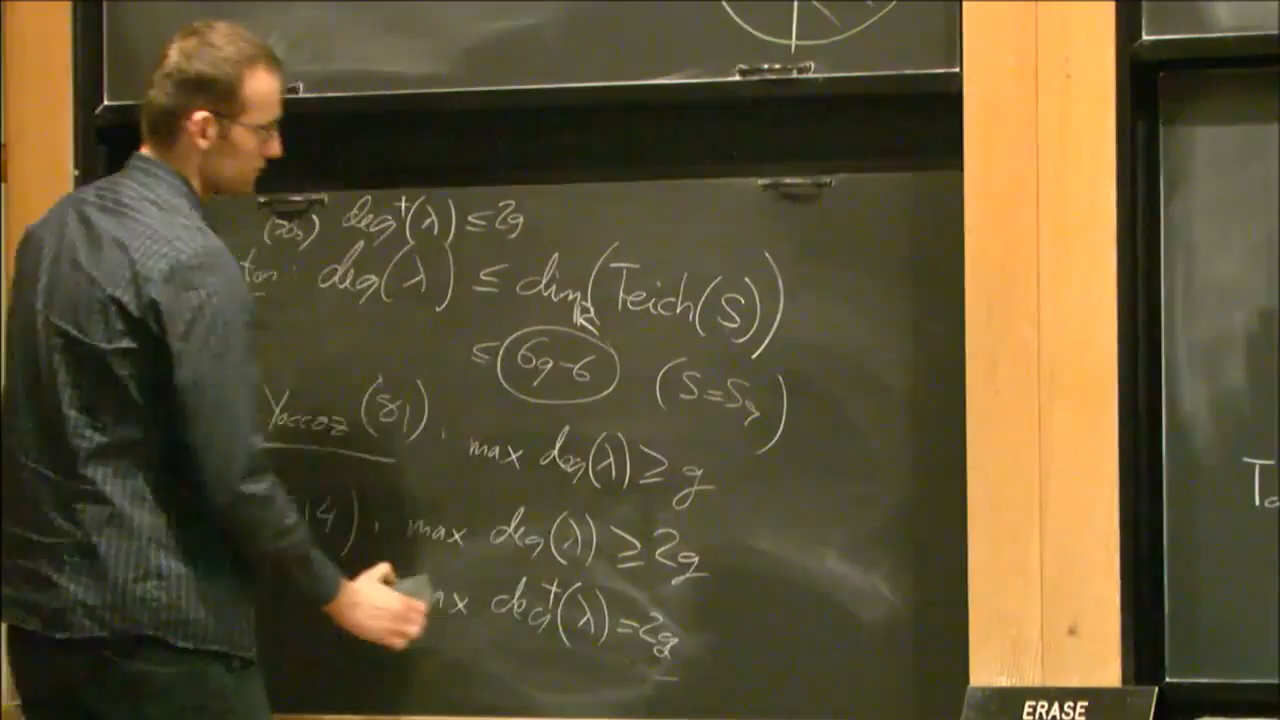 (70s) deg⁺(λ) ≤ 2g
deg(λ) ≤ dim_ℝ(Teich(S))
≤ 6g-6 (S=S_g)
Yoccoz (81), max deg(λ) ≥ g
14), max deg(λ) ≥ 2g
deg⁺(λ) = 2g
ERASE